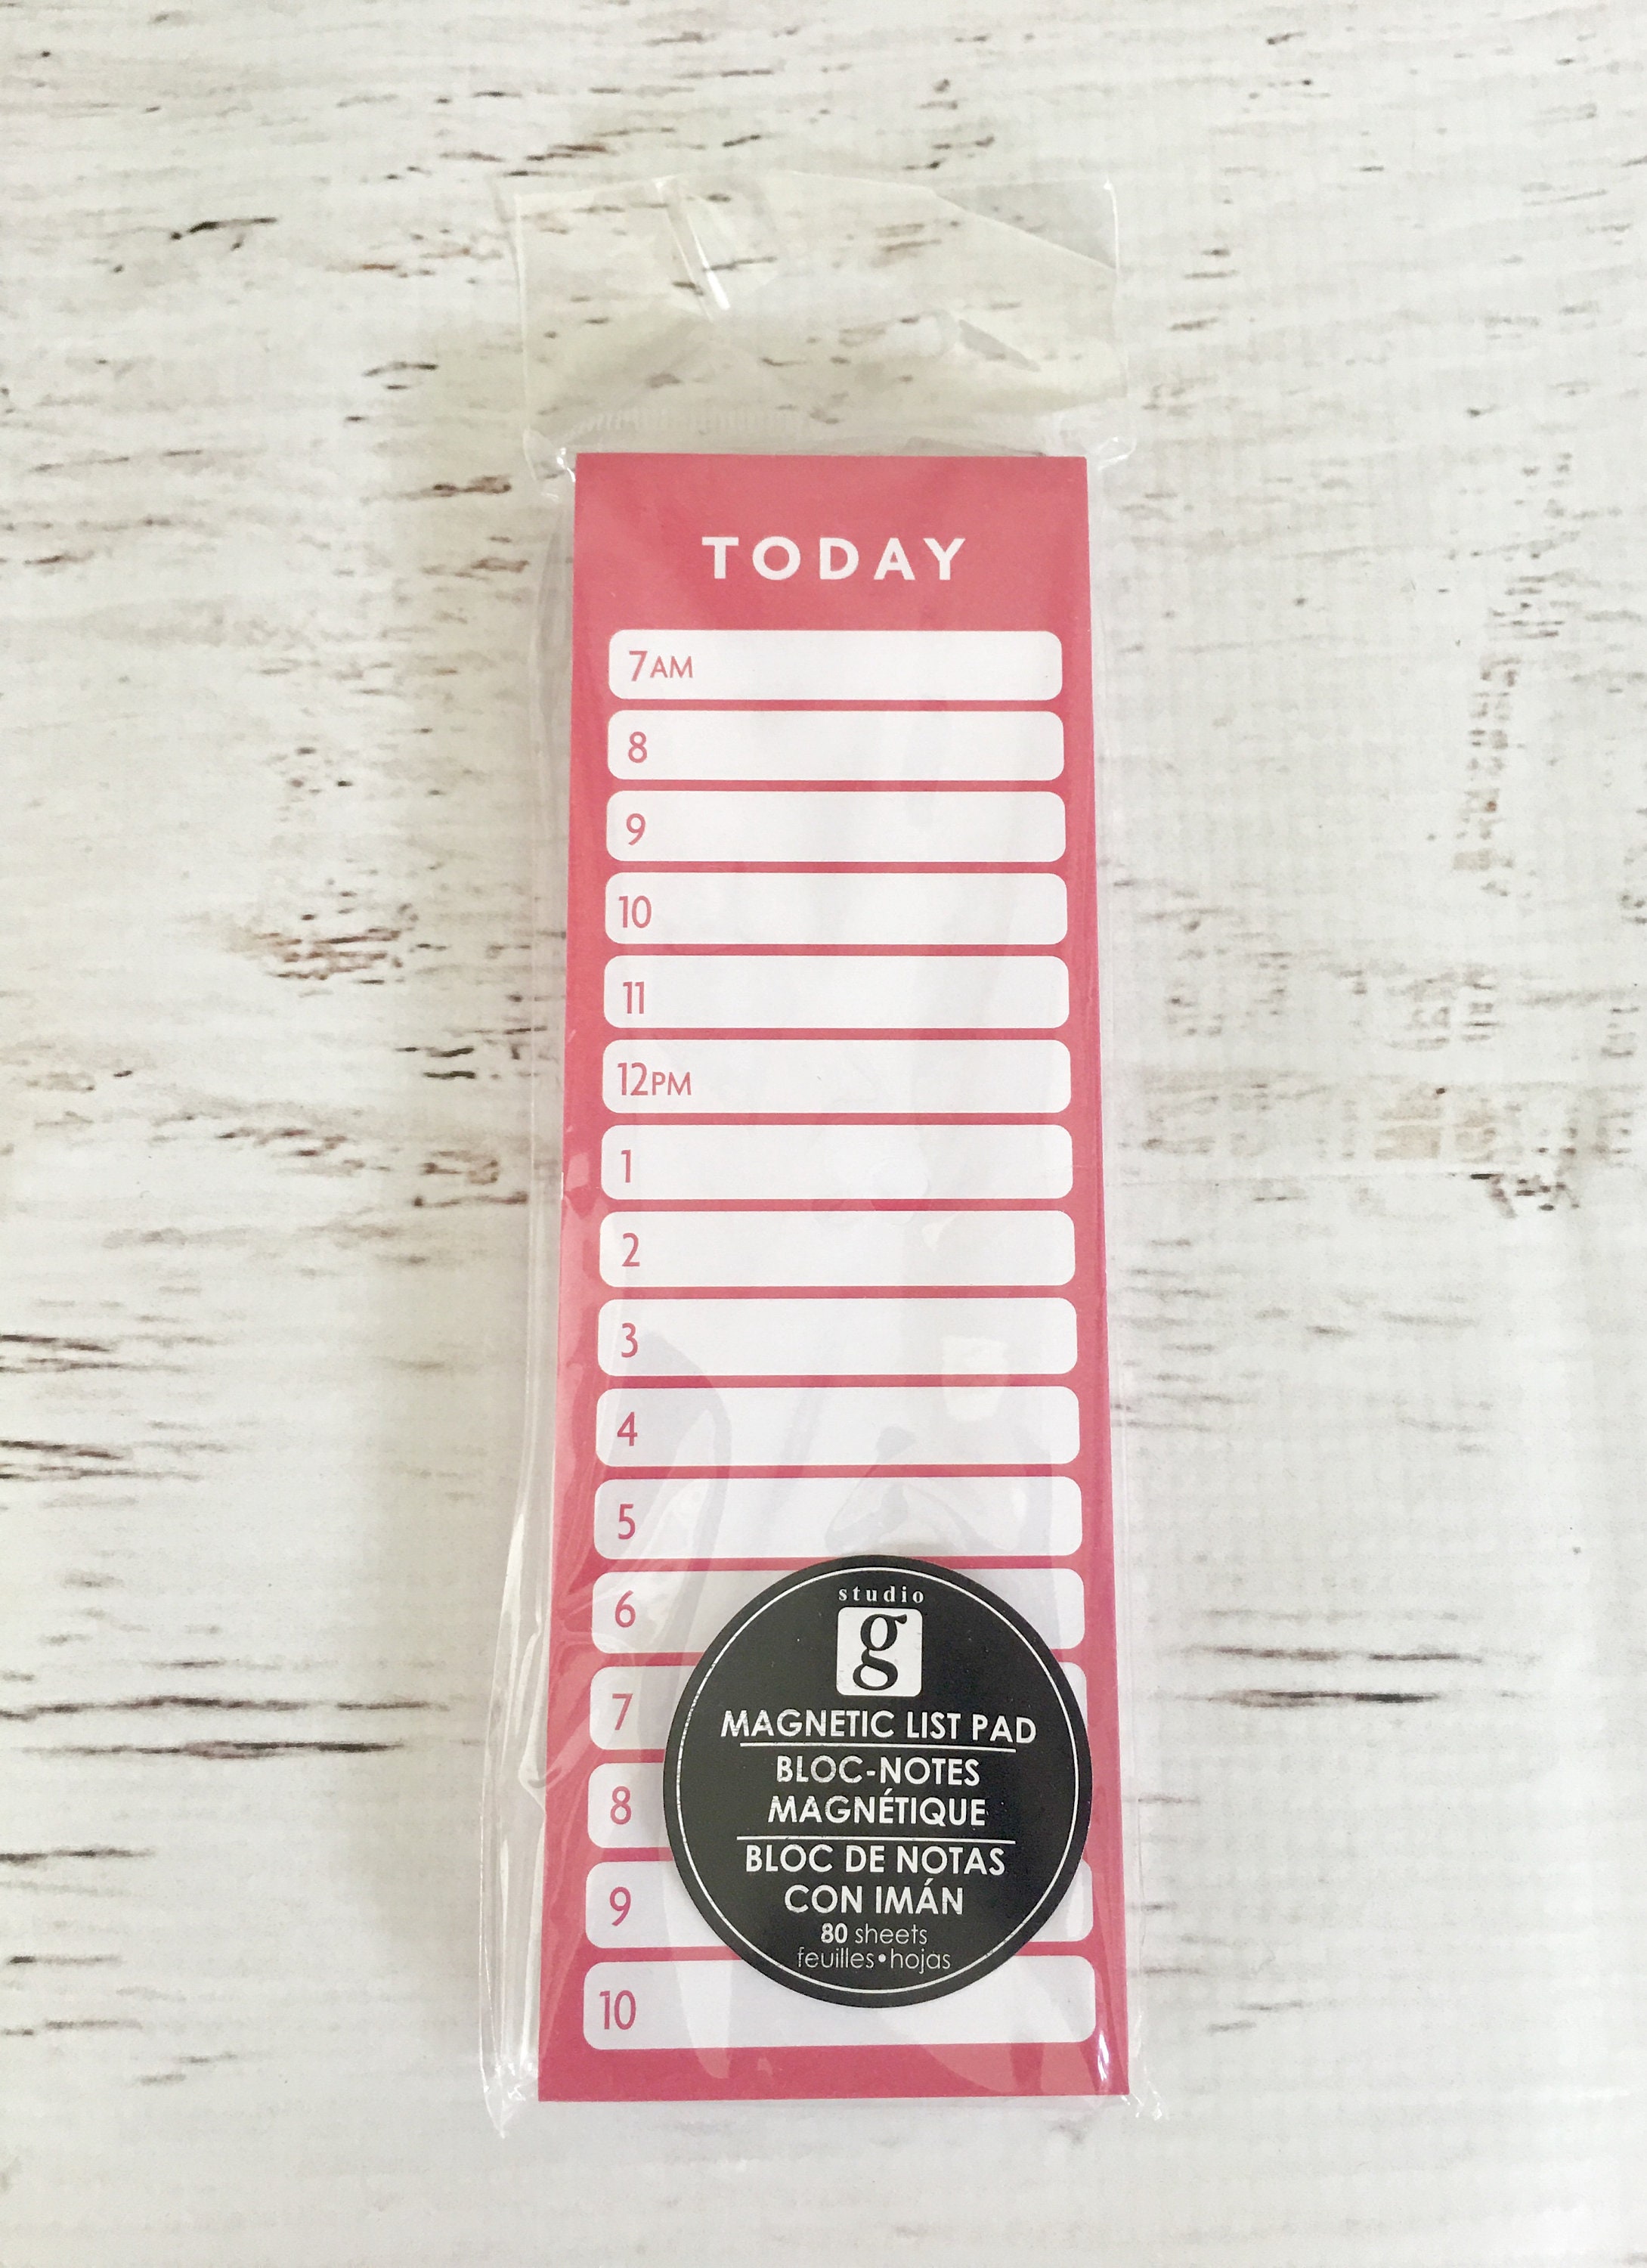 TODAY
7AM
8
9
10
11
12PM
1
2
3
4
5
6
7
8
9
10
studio
g
MAGNETIC LIST PAD
BLOC-NOTES
MAGNÉTIQUE
BLOC DE NOTAS
CON IMÁN
80 sheets
feuilles•hojas